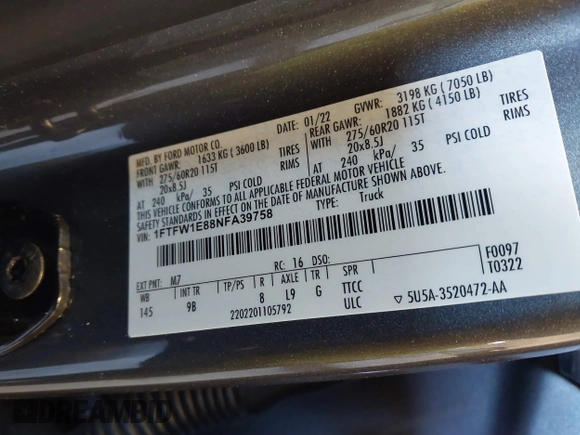 MFD. BY FORD MOTOR CO.
DATE: 01/22 GVWR: 3198 KG ( 7050 LB)
FRONT GAWR: 1633 KG ( 3600 LB) REAR GAWR: 1882 KG ( 4150 LB)
WITH 275/60R20 115T TIRES WITH 275/60R20 115T TIRES
20x8.5J RIMS 20x8.5J RIMS
AT 240 kPa/ 35 PSI COLD AT 240 kPa/ 35 PSI COLD
THIS VEHICLE CONFORMS TO ALL APPLICABLE FEDERAL MOTOR VEHICLE
SAFETY AND THEFT PREVENTION STANDARDS IN EFFECT ON THE DATE OF MANUFACTURE SHOWN ABOVE.
VIN: 1FTFW1E88NFA39758 TYPE: Truck
F0097
T0322
EXT PNT: M7 RC: 16 DSO:
WB INT TR TP/PS R AXLE TR SPR
145 9B 8 L9 G TTCC
2202201105792 ULC
5U5A-3520472-AA
DREAMBID